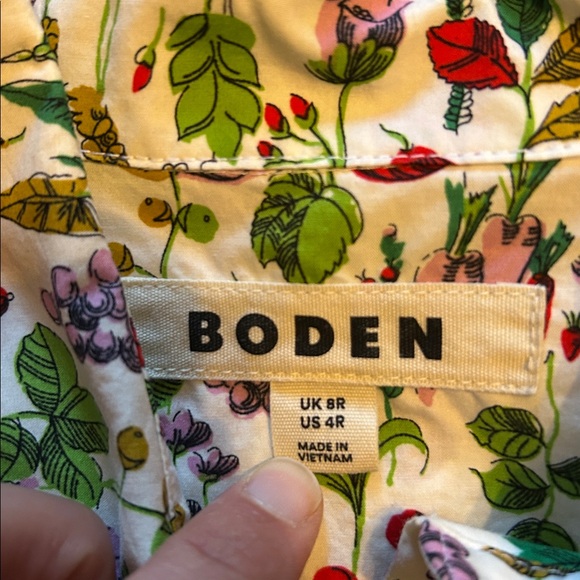 BODEN
UK 8R
US 4R
MADE IN
VIETNAM